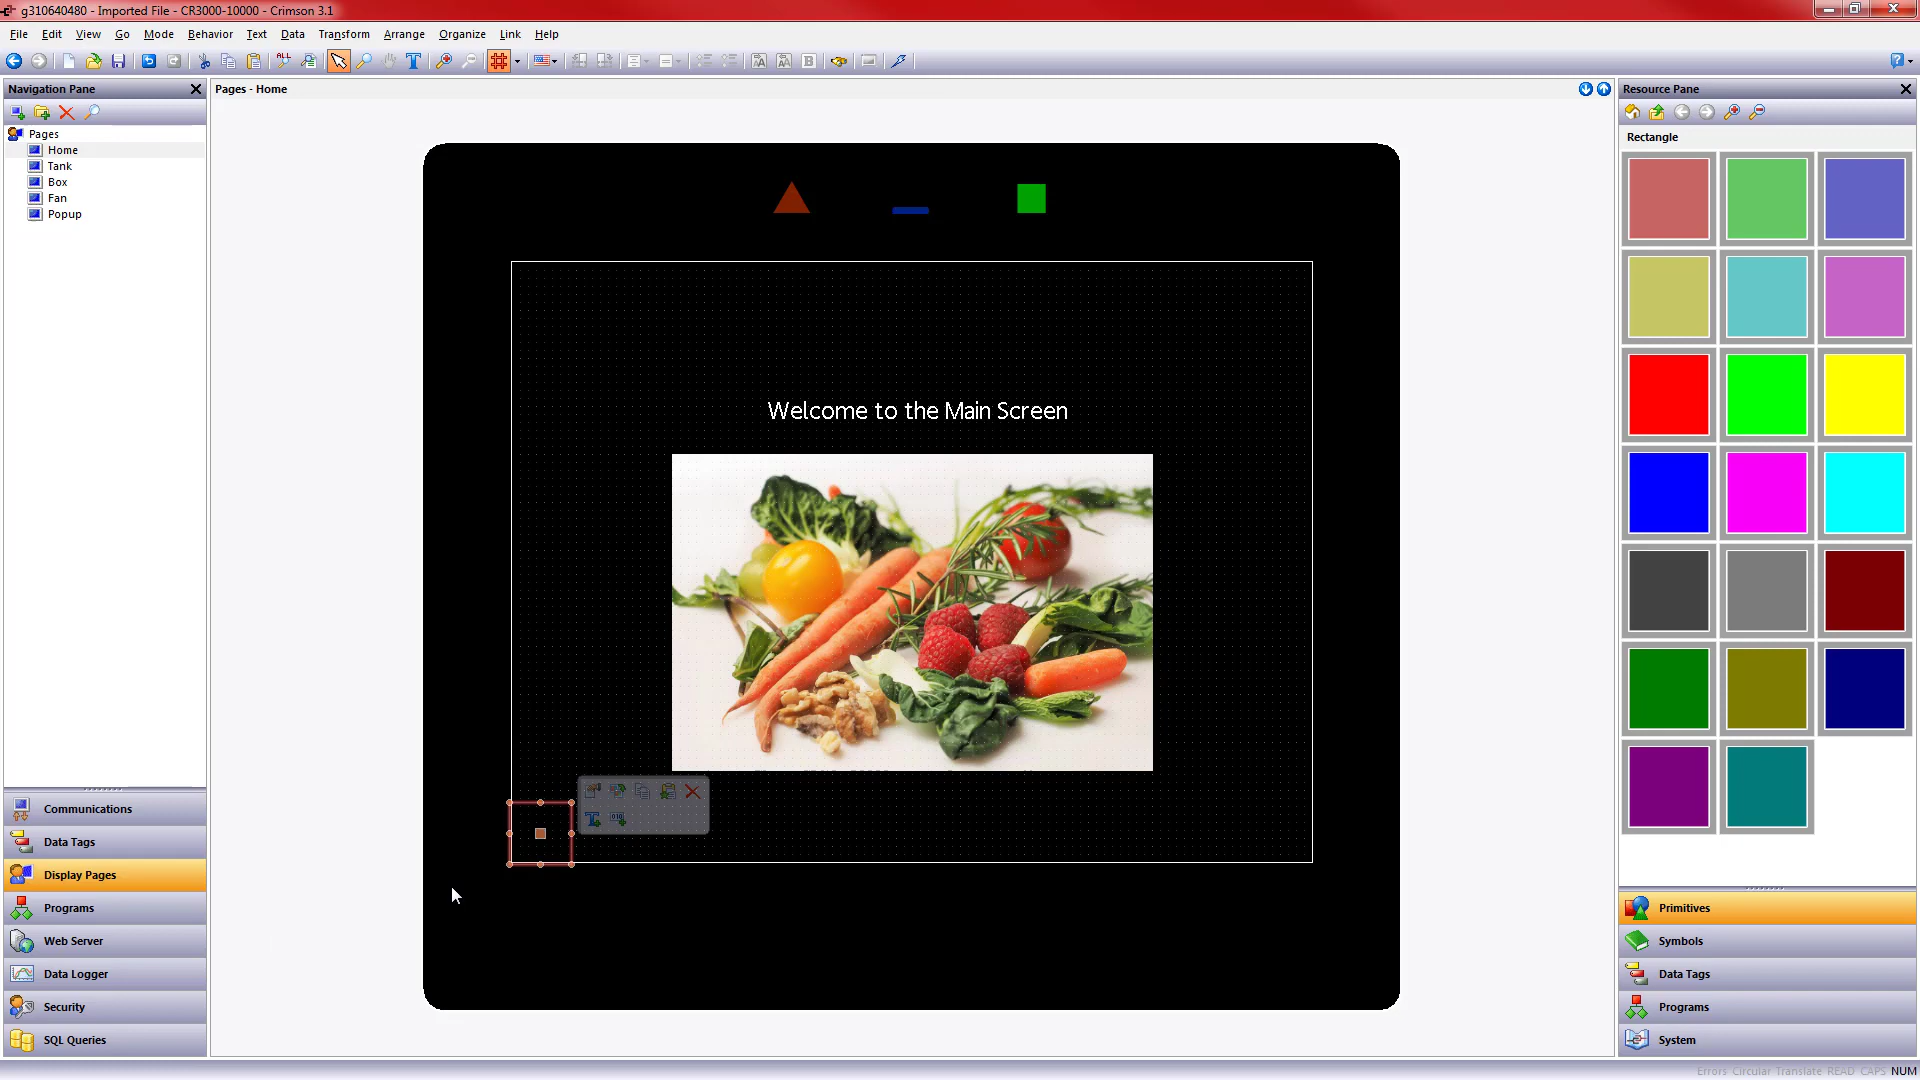 g310640480 - Imported File - CR3000-10000 - Crimson 3.1
File Edit View Go Mode Behavior Text Data Transform Arrange Organize Link Help
Navigation Pane
Pages - Home
Resource Pane
Pages
Home
Tank
Box
Fan
Popup
Rectangle
Welcome to the Main Screen
Communications
Data Tags
Display Pages
Programs
Web Server
Data Logger
Security
SQL Queries
Primitives
Symbols
Data Tags
Programs
System
Errors Circular Translate READ CAPS NUM